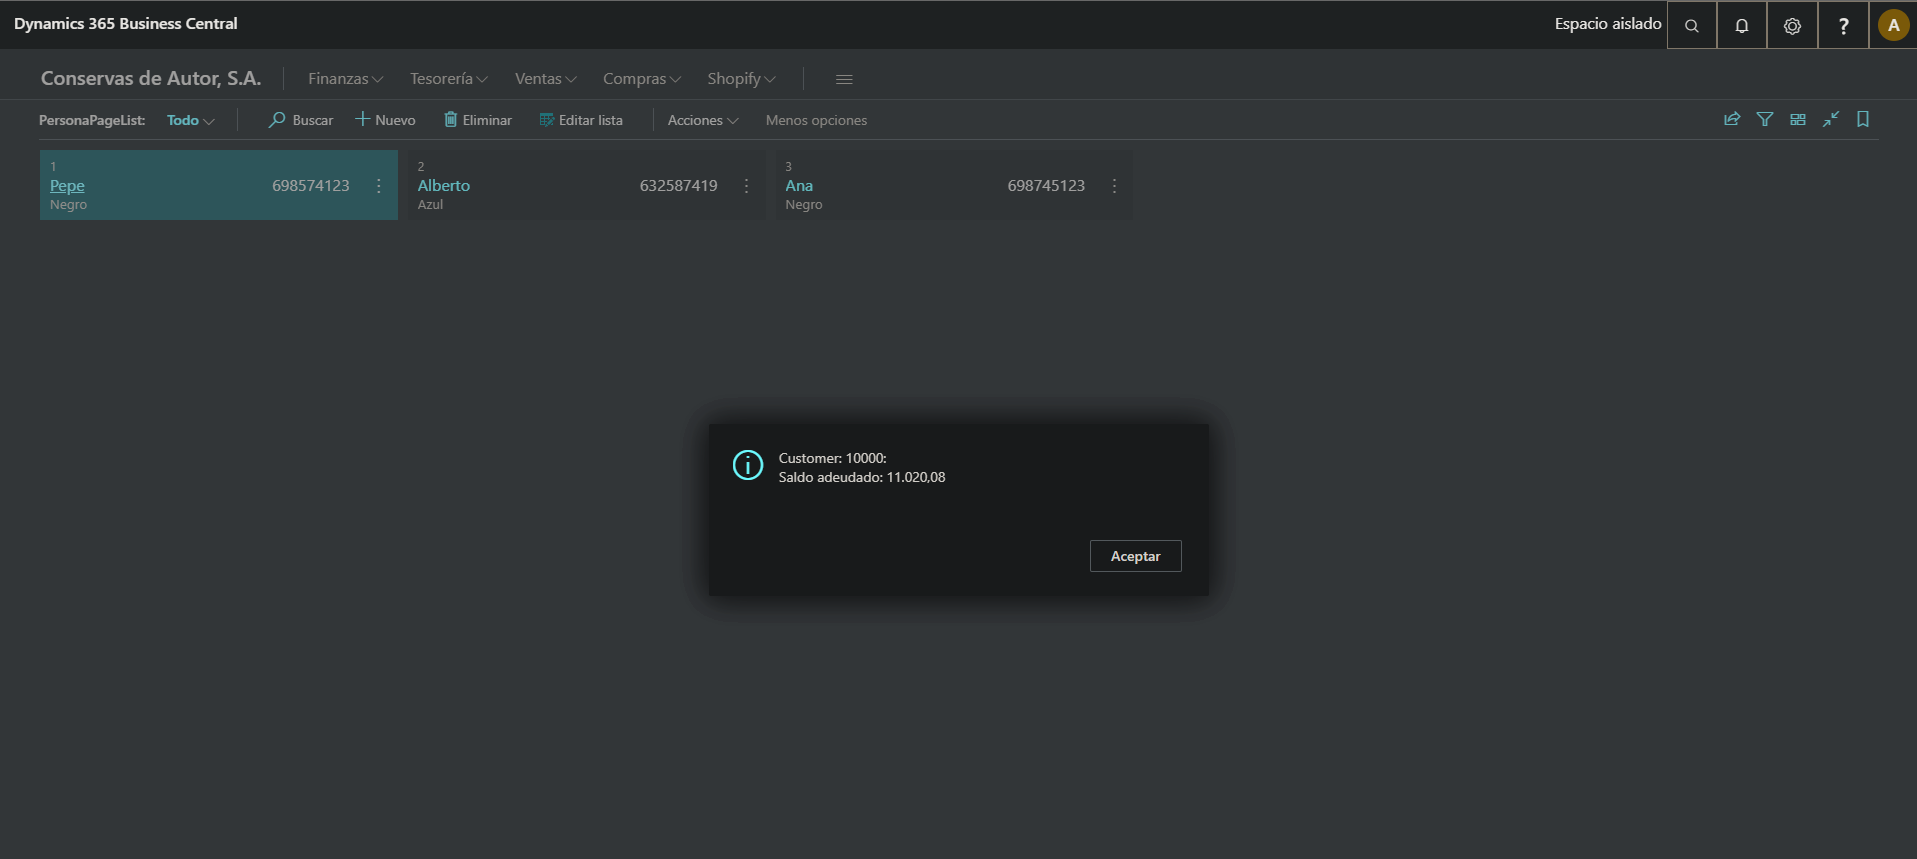 Dynamics 365 Business Central
Espacio aislado
?
A
Conservas de Autor, S.A.
Finanzas
Tesorería
Ventas
Compras
Shopify
PersonaPageList:
Todo
Buscar
Nuevo
Eliminar
Editar lista
Acciones
Menos opciones
1
Pepe
698574123
Negro
2
Alberto
632587419
Azul
3
Ana
698745123
Negro
Customer: 10000:
Saldo adeudado: 11.020,08
Aceptar